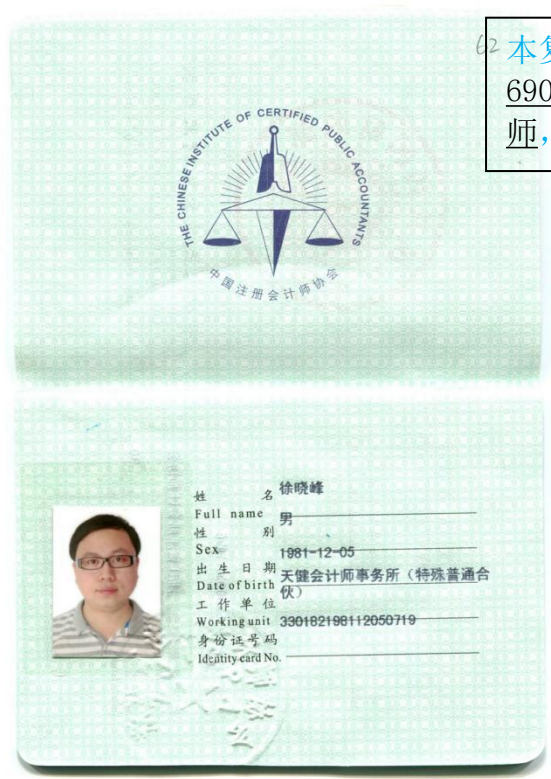 62
本复
690
师，
THE CHINESE INSTITUTE OF CERTIFIED PUBLIC ACCOUNTANTS
中国注册会计师协会
姓 名 徐晓峰
Full name
性 别 男
Sex
出生日期 1981-12-05
Date of birth
工作单位 天健会计师事务所（特殊普通合
伙）
Working unit
身份证号码 330182198112050719
Identity card No.